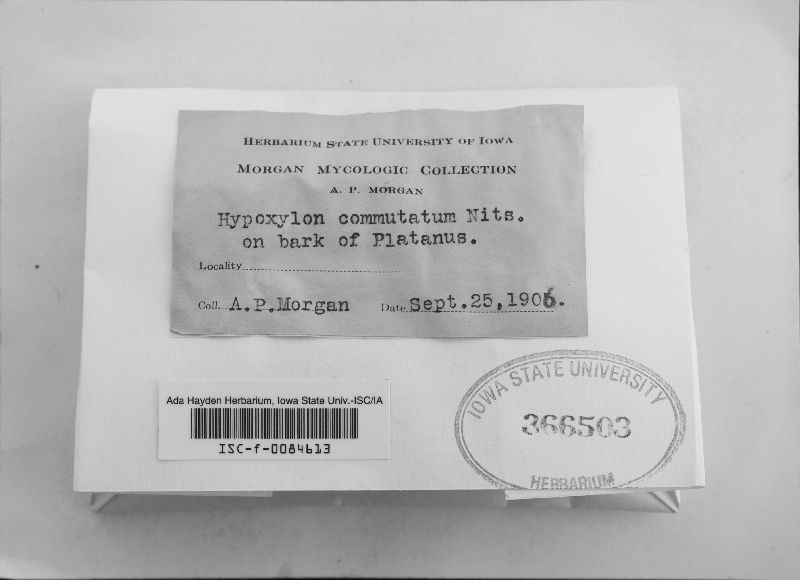 HERBARIUM STATE UNIVERSITY OF IOWA
MORGAN MYCOLOGIC COLLECTION
A. P. MORGAN
Hypoxylon commutatum Nits.
on bark of Platanus.
Locality
Coll. A.P.Morgan Date Sept.25,1906.
Ada Hayden Herbarium, Iowa State Univ.-ISC/IA
ISC-f-0084613
IOWA STATE UNIVERSITY
366503
HERBARIUM